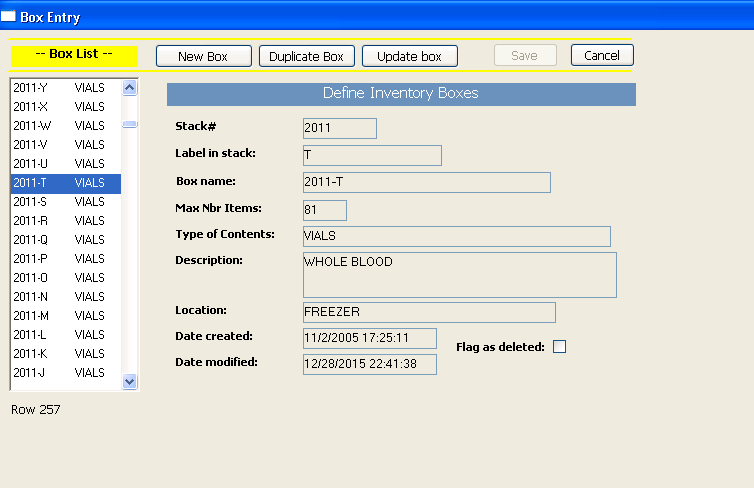 Box Entry
-- Box List --
New Box Duplicate Box Update box Save Cancel
Define Inventory Boxes
2011-Y VIALS
2011-X VIALS
2011-W VIALS
2011-V VIALS
2011-U VIALS
2011-T VIALS
2011-S VIALS
2011-R VIALS
2011-Q VIALS
2011-P VIALS
2011-O VIALS
2011-N VIALS
2011-M VIALS
2011-L VIALS
2011-K VIALS
2011-J VIALS
Row 257
Stack# 2011
Label in stack: T
Box name: 2011-T
Max Nbr Items: 81
Type of Contents: VIALS
Description: WHOLE BLOOD
Location: FREEZER
Date created: 11/2/2005 17:25:11
Flag as deleted:
Date modified: 12/28/2015 22:41:38